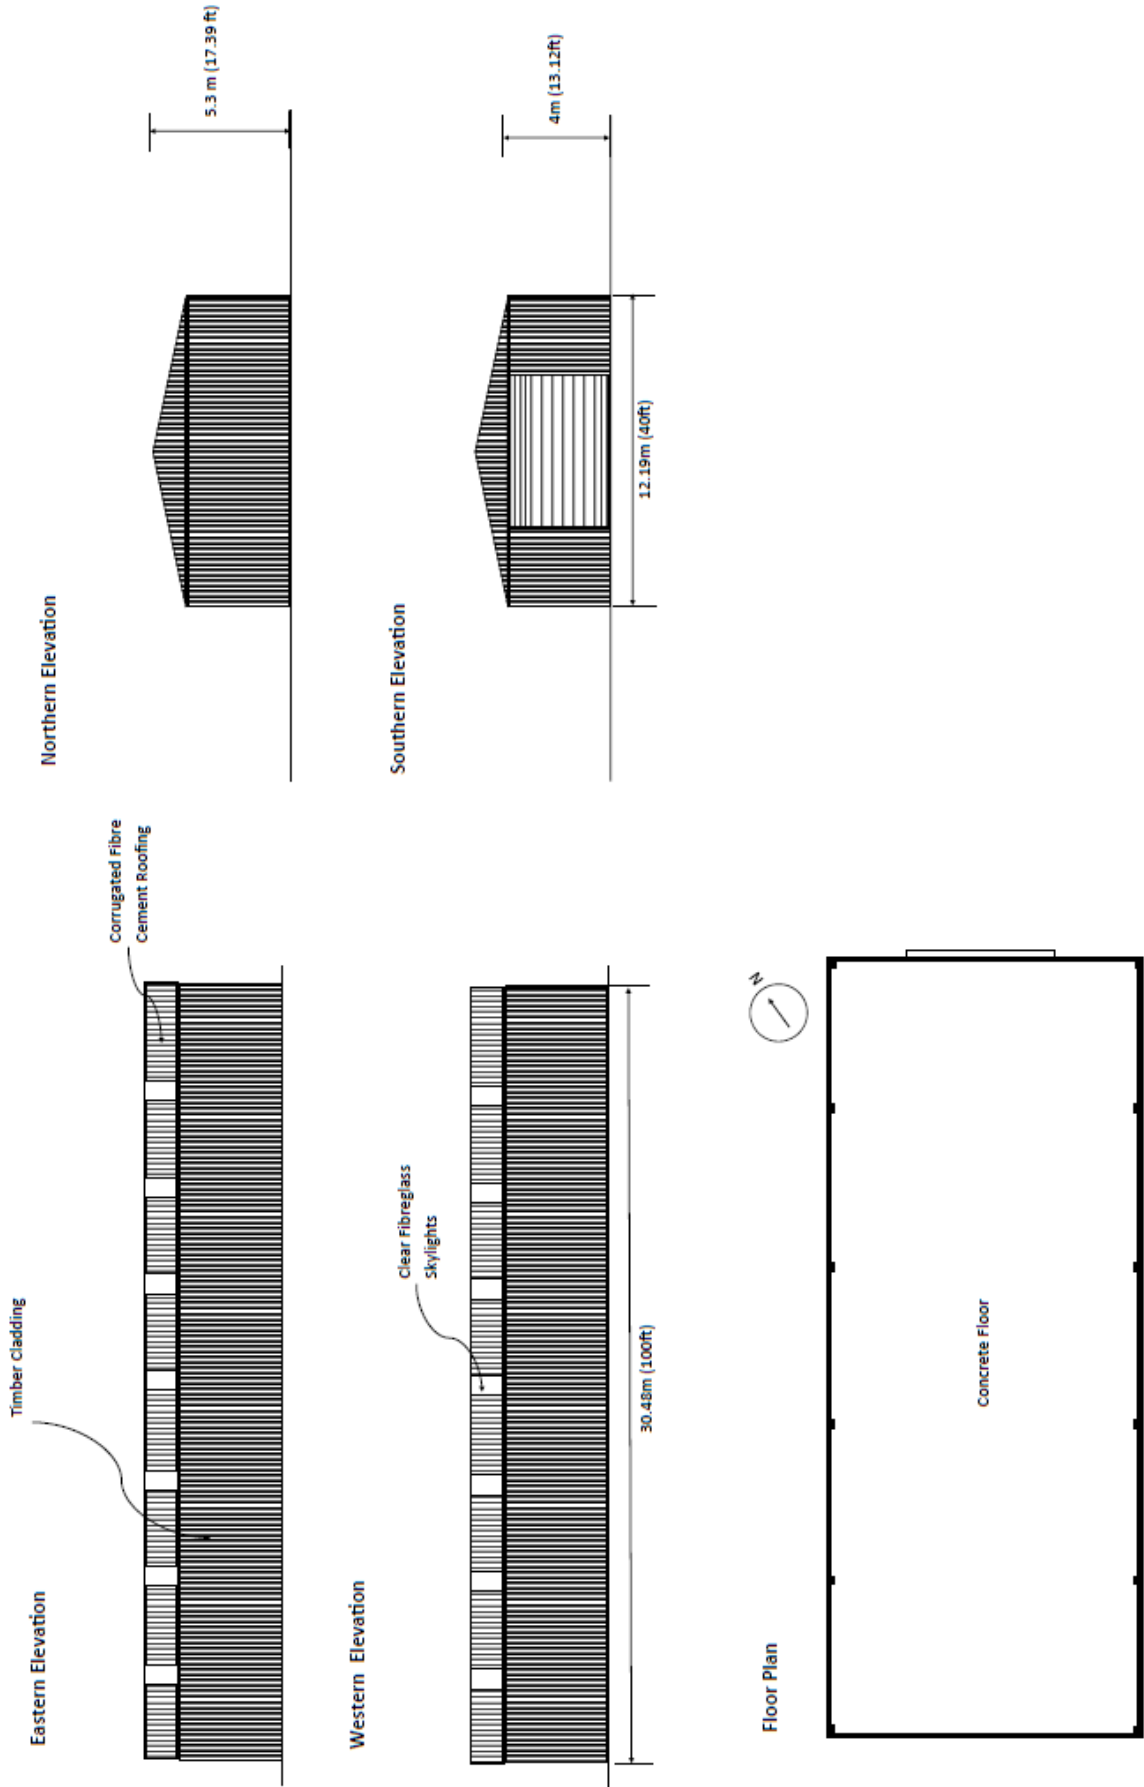 Eastern Elevation
Timber Cladding
Corrugated Fibre
Cement Roofing
Northern Elevation
5.3 m (17.39 ft)
Western Elevation
Clear Fibreglass
Skylights
30.48m (100ft)
Southern Elevation
4m (13.12ft)
12.19m (40ft)
Floor Plan
N
Concrete Floor